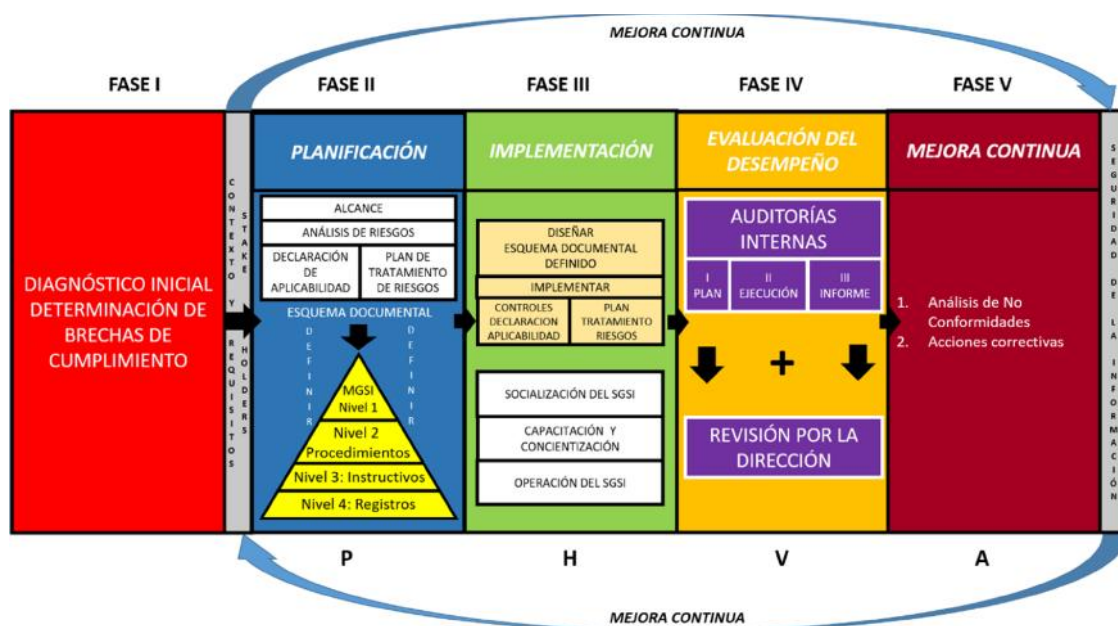 MEJORA CONTINUA
FASE I
FASE II
FASE III
FASE IV
FASE V
DIAGNÓSTICO INICIAL
DETERMINACIÓN DE
BRECHAS DE
CUMPLIMIENTO
CONTEXTO Y REQUISITOS
STAKE HOLDERS
PLANIFICACIÓN
ALCANCE
ANÁLISIS DE RIESGOS
DECLARACIÓN
DE
APLICABILIDAD
PLAN DE
TRATAMIENTO
DE RIESGOS
ESQUEMA DOCUMENTAL
DEFINIR
DEFINIR
MGSI
Nivel 1
Nivel 2
Procedimientos
Nivel 3: Instructivos
Nivel 4: Registros
IMPLEMENTACIÓN
DISEÑAR
ESQUEMA DOCUMENTAL
DEFINIDO
IMPLEMENTAR
CONTROLES
DECLARACION
APLICABILIDAD
PLAN
TRATAMIENTO
RIESGOS
SOCIALIZACIÓN DEL SGSI
CAPACITACIÓN Y
CONCIENTIZACIÓN
OPERACIÓN DEL SGSI
EVALUACIÓN DEL
DESEMPEÑO
AUDITORÍAS
INTERNAS
I
PLAN
II
EJECUCIÓN
III
INFORME
+
REVISIÓN POR LA
DIRECCIÓN
MEJORA CONTINUA
1. Análisis de No
Conformidades
2. Acciones correctivas
SEGURIDAD DE LA INFORMACIÓN
P
H
V
A
MEJORA CONTINUA